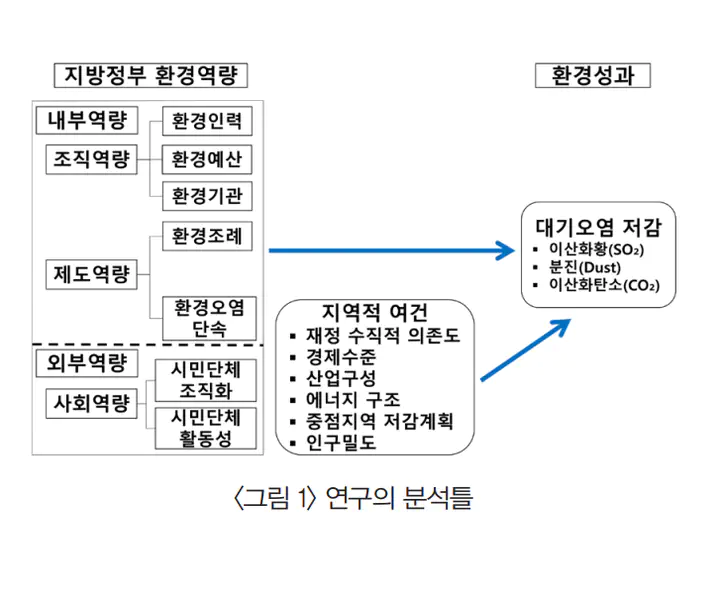 지방정부 환경역량
환경성과
내부역량
조직역량
환경인력
환경예산
환경기관
제도역량
환경조례
환경오염
단속
외부역량
사회역량
시민단체
조직화
시민단체
활동성
지역적 여건
▪ 재정 수직적 의존도
▪ 경제수준
▪ 산업구성
▪ 에너지 구조
▪ 중점지역 저감계획
▪ 인구밀도
대기오염 저감
▪ 이산화황(SO₂)
▪ 분진(Dust)
▪ 이산화탄소(CO₂)
〈그림 1〉 연구의 분석틀